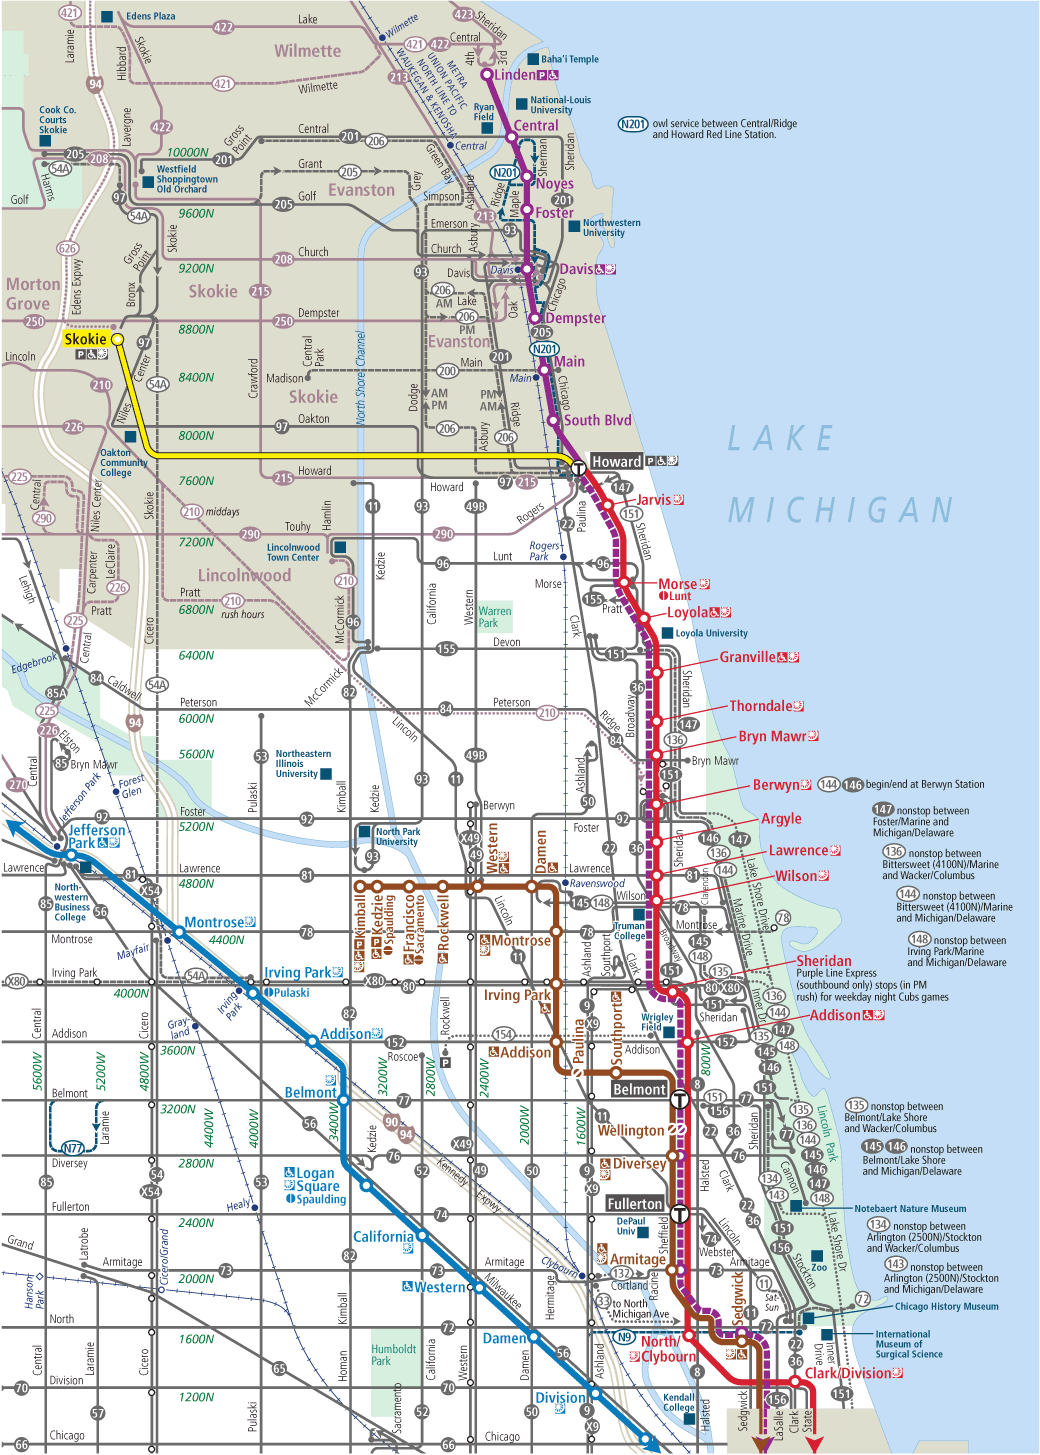 421
Edens Plaza
422
Lake
423
Sheridan
Wilmette
Central
421
422
4th
3rd
Laramie
Hibbard
Skokie
Wilmette
METRA
UNION PACIFIC
NORTH LINE TO
WAUKEGAN & KENOSHA
Linden
Baha'i Temple
94
421
Wilmette
213
National-Louis
University
Ryan
Field
Cook Co.
Courts
Skokie
Lavergne
422
Gross
Point
Central
201
206
Central
Central
N201
owl service between Central/Ridge
and Howard Red Line Station.
205
208
10000N
201
Green Bay
Sherman
Sheridan
54A
Harms
Westfield
Shoppingtown
Old Orchard
Grant
205
Grey
Evanston
N201
Noyes
Golf
97
54A
9600N
205
Golf
Simpson
Ashland
Ridge
Maple
201
Foster
213
Northwestern
University
626
Skokie
Emerson
93
Asbury
Gross
Point
Church
208
Church
9200N
Davis
Davis
Davis
Morton
Grove
Edens Expwy
Bronx
Skokie
215
93
206
AM
Lake
Oak
Chicago
250
8800N
250
Dempster
206
PM
Dempster
205
Skokie
97
North Shore Channel
Evanston
N201
Lincoln
Center
54A
8400N
Crawford
Central
Park
Madison
200
Main
201
Main
Main
210
Skokie
Dodge
AM
PM
PM
AM
Ridge
Chicago
226
Niles
8000N
97
Oakton
206
Asbury
206
South Blvd
Oakton
Community
College
LAKE
MICHIGAN
Howard
225
7600N
215
Howard
Howard
97
215
147
Jarvis
Central
290
Niles Center
Skokie
210
middays
Hamlin
11
93
49B
Rogers
22
Paulina
151
Sheridan
Touhy
290
290
7200N
Lincolnwood
Town Center
Kedzie
Rogers
Park
Lunt
96
96
Lehigh
Carpenter
LeClaire
226
Lincolnwood
210
California
Western
Morse
155
Morse
Lunt
Pratt
Pratt
210
rush hours
6800N
McCormick
96
Warren
Park
Clark
Pratt
Loyola
225
Central
Cicero
Loyola University
Edgebrook
6400N
155
Devon
151
Granville
84
Caldwell
54A
85A
McCormick
82
36
Broadway
Sheridan
225
226
Peterson
6000N
84
Peterson
210
Ridge
84
Thorndale
147
94
Lincoln
136
Bryn Mawr
Elston
85
Bryn Mawr
5600N
53
Northeastern
Illinois
University
49B
Ashland
Bryn Mawr
151
270
Central
Jefferson Park
Forest
Glen
Pulaski
Kimball
Kedzie
93
11
50
Berwyn
144
146
begin/end at Berwyn Station
92
Foster
5200N
92
Berwyn
Foster
92
147
nonstop between
Foster/Marine and
Michigan/Delaware
Jefferson
Park
North Park
University
93
X49
49
Western
Damen
22
36
Sheridan
Argyle
146
147
136
144
Lawrence
136
nonstop between
Bittersweet (4100N)/Marine
and Wacker/Columbus
Lawrence
81
Lawrence
4800N
81
Ravenswood
81
Wilson
North-
western
Business
College
85
56
X54
Kimball
Kedzie
Spaulding
Francisco
Sacramento
Rockwell
Lincoln
145
148
Wilson
Clarendon
Lake Shore Drive
Marine Drive
78
144
nonstop between
Bittersweet (4100N)/Marine
and Michigan/Delaware
78
Truman
College
Montrose
Montrose
4400N
Montrose
78
Montrose
78
Mayfair
11
Ashland
Southport
Clark
Broadway
145
148
148
nonstop between
Irving Park/Marine
and Michigan/Delaware
X80
Irving Park
54A
Irving Park
Pulaski
X80
80
151
135
80
X80
151
Sheridan
Purple Line Express
(southbound only) stops (in PM
rush) for weekday night Cubs games
4000N
Irving
Park
Irving Park
Rockwell
9
X9
Wrigley
Field
Sheridan
Inner Drive
136
144
Addison
Central
Addison
Cicero
Gray-
land
82
154
152
Addison
Addison
Addison
152
135
147
148
3600N
Roscoe
Paulina
Southport
800W
145
146
5600W
5200W
4800W
3200W
2800W
2400W
Belmont
Belmont
3200N
77
Belmont
8
151
151
156
77
Laramie
4400W
4000W
3400W
56
90
94
2000W
1600W
11
Wellington
22
36
Sheridan
135
136
144
77
145
146
147
Lincoln Park
135
nonstop between
Belmont/Lake Shore
and Wacker/Columbus
145
146
nonstop between
Belmont/Lake Shore
and Michigan/Delaware
N77
Diversey
2800N
Kedzie
76
X49
Diversey
76
Cannon
148
85
54
X54
53
Logan
Square
Spaulding
52
Kennedy Expwy
49
50
9
X9
Halsted
Clark
134
143
Fullerton
2400N
Healy
74
Fullerton
Lincoln
22
36
151
156
Notebaert Nature Museum
Grand
Latrobe
Cicero/Grand
California
DePaul
Univ
Sheffield
74
Webster
134
nonstop between
Arlington (2500N)/Stockton
and Wacker/Columbus
Zoo
Lake Shore Dr
Hanson
Park
Armitage
2000N
73
82
73
Armitage
Clybourn
Armitage
132
Cortland
Racine
73
Armitage
Stockton
143
nonstop between
Arlington (2500N)/Stockton
and Michigan/Delaware
Western
Milwaukee
Hermitage
33
to North
Michigan Ave
Sedgwick
11
Sat-
Sun
72
Chicago History Museum
North
Kimball
72
11
72
1600N
Damen
N9
North/
Clybourn
International
Museum of
Surgical Science
Central
Laramie
Cicero
65
Homan
Humboldt
Park
California
Western
Damen
56
Ashland
22
36
Inner
Drive
Clark/Division
70
Division
1200N
70
Division
8
Kendall
College
151
57
Pulaski
Sacramento
52
50
9
X9
Halsted
Sedgwick
LaSalle
156
Clark
State
66
Chicago
66
Chicago